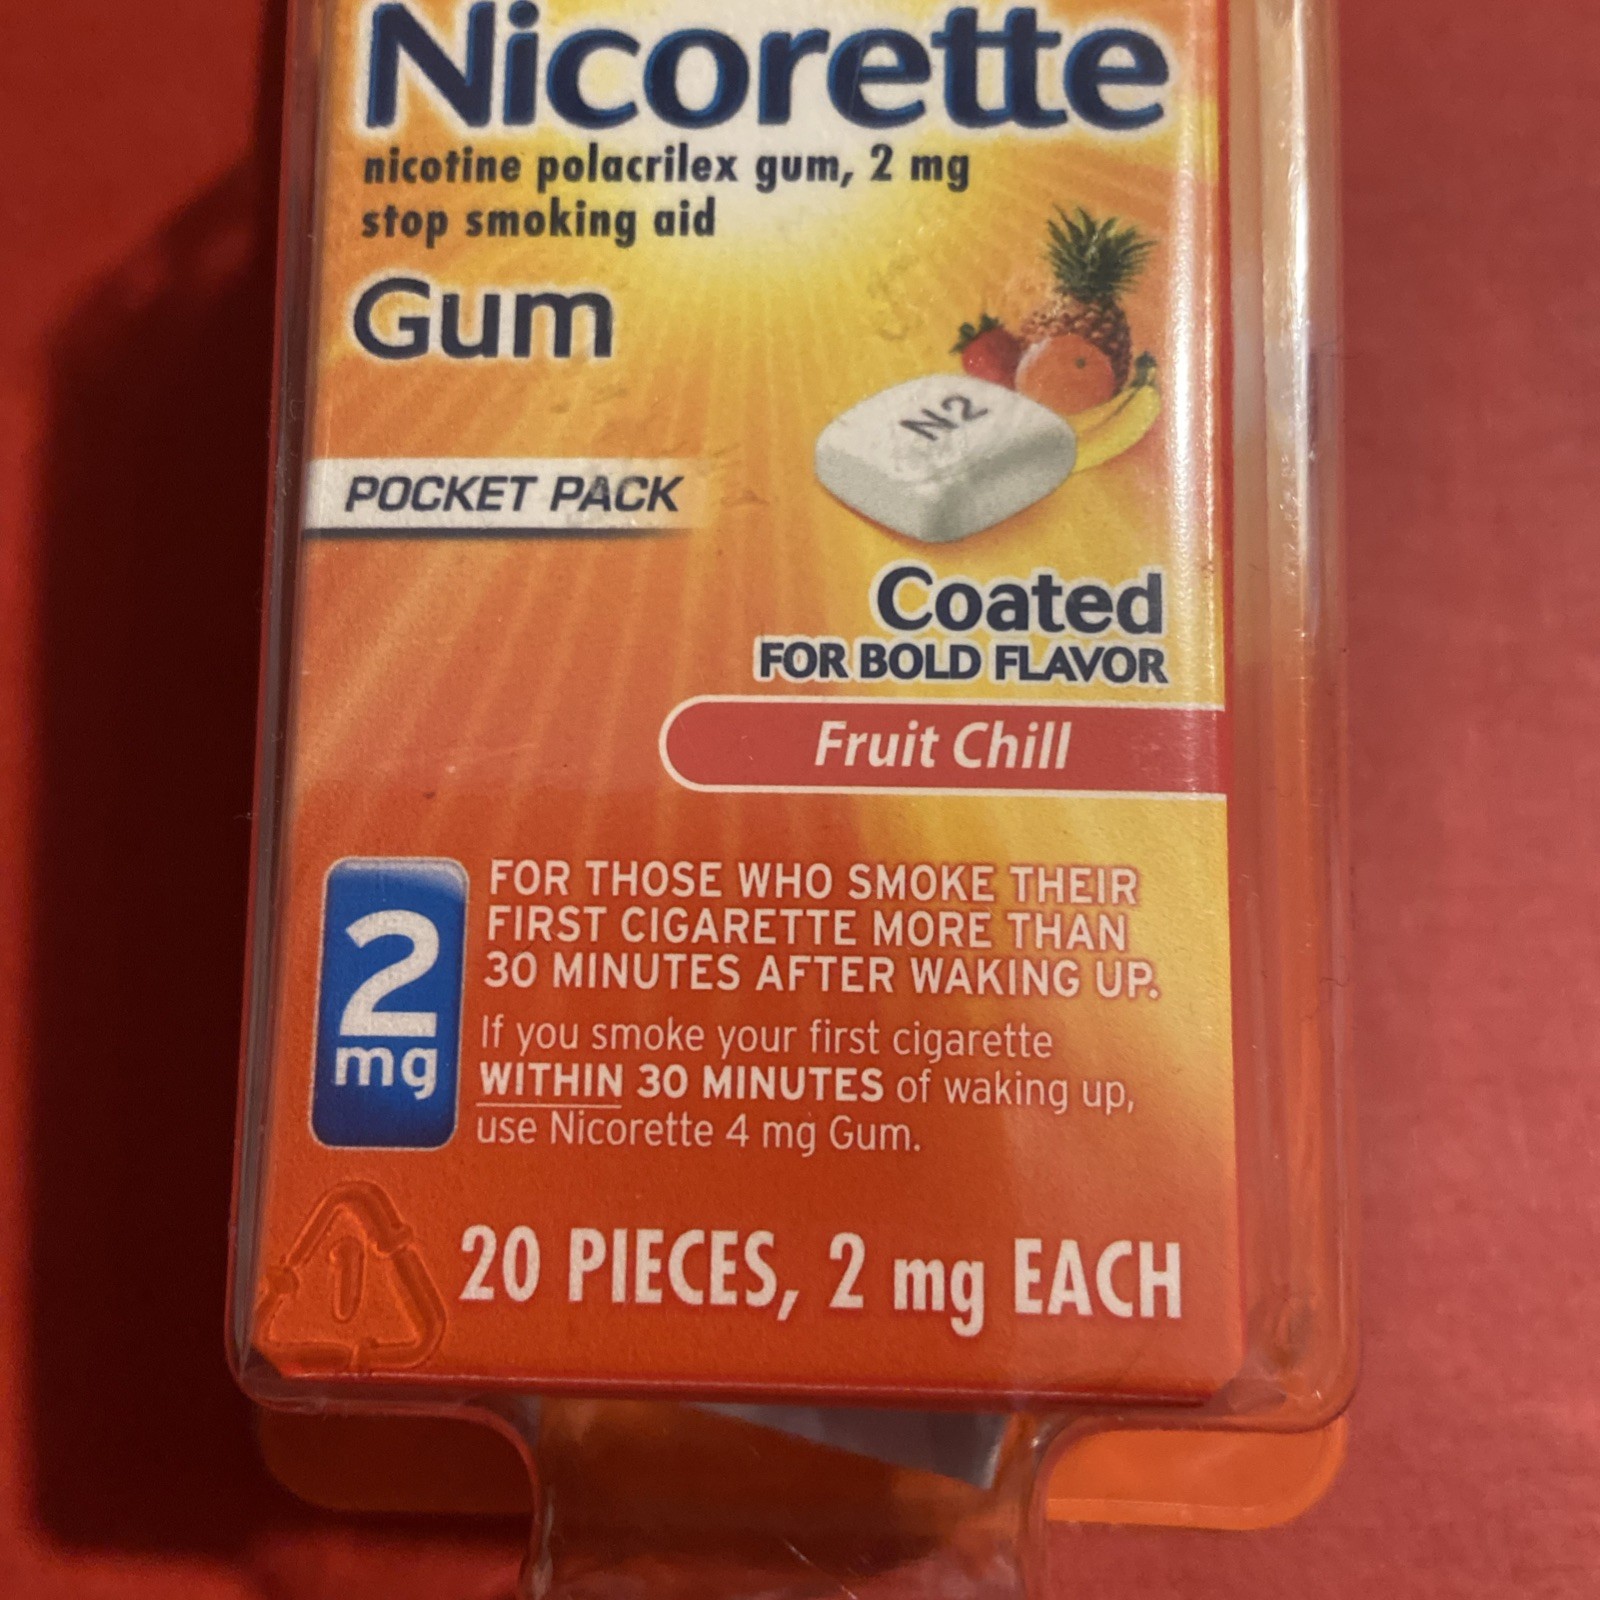 Nicorette
nicotine polacrilex gum, 2 mg
stop smoking aid
Gum
N2
POCKET PACK
Coated
FOR BOLD FLAVOR
Fruit Chill
2
mg
FOR THOSE WHO SMOKE THEIR
FIRST CIGARETTE MORE THAN
30 MINUTES AFTER WAKING UP.
If you smoke your first cigarette
WITHIN 30 MINUTES of waking up,
use Nicorette 4 mg Gum.
1
20 PIECES, 2 mg EACH